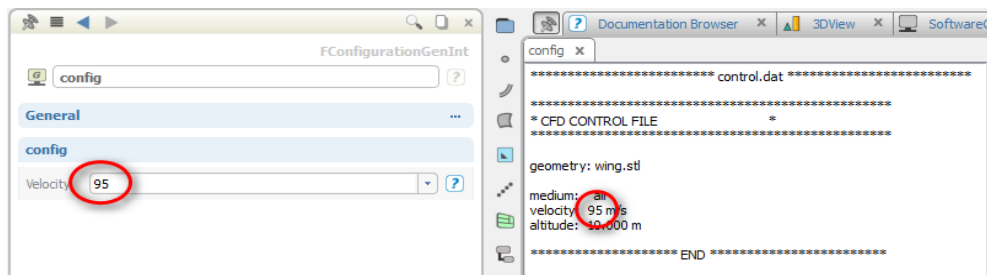 FConfigurationGenInt
G config ?
General ...
config
Velocity 95 ?
? Documentation Browser x 3DView x Software
config x
************************* control.dat *************************
*************************************************
* CFD CONTROL FILE *
*************************************************
geometry: wing.stl
medium: air
velocity: 95 m/s
altitude: 10.000 m
******************** END ************************